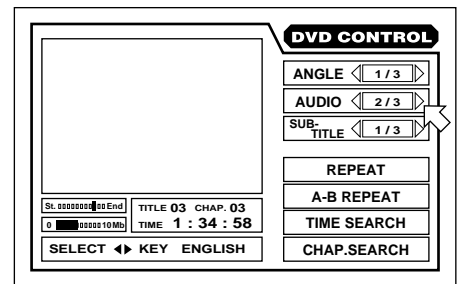 DVD CONTROL
ANGLE 1 / 3
AUDIO 2 / 3
SUB-
TITLE 1 / 3
REPEAT
A-B REPEAT
TIME SEARCH
CHAP.SEARCH
St. End
0 10Mb
TITLE 03 CHAP. 03
TIME 1 : 34 : 58
SELECT ◀▶ KEY ENGLISH